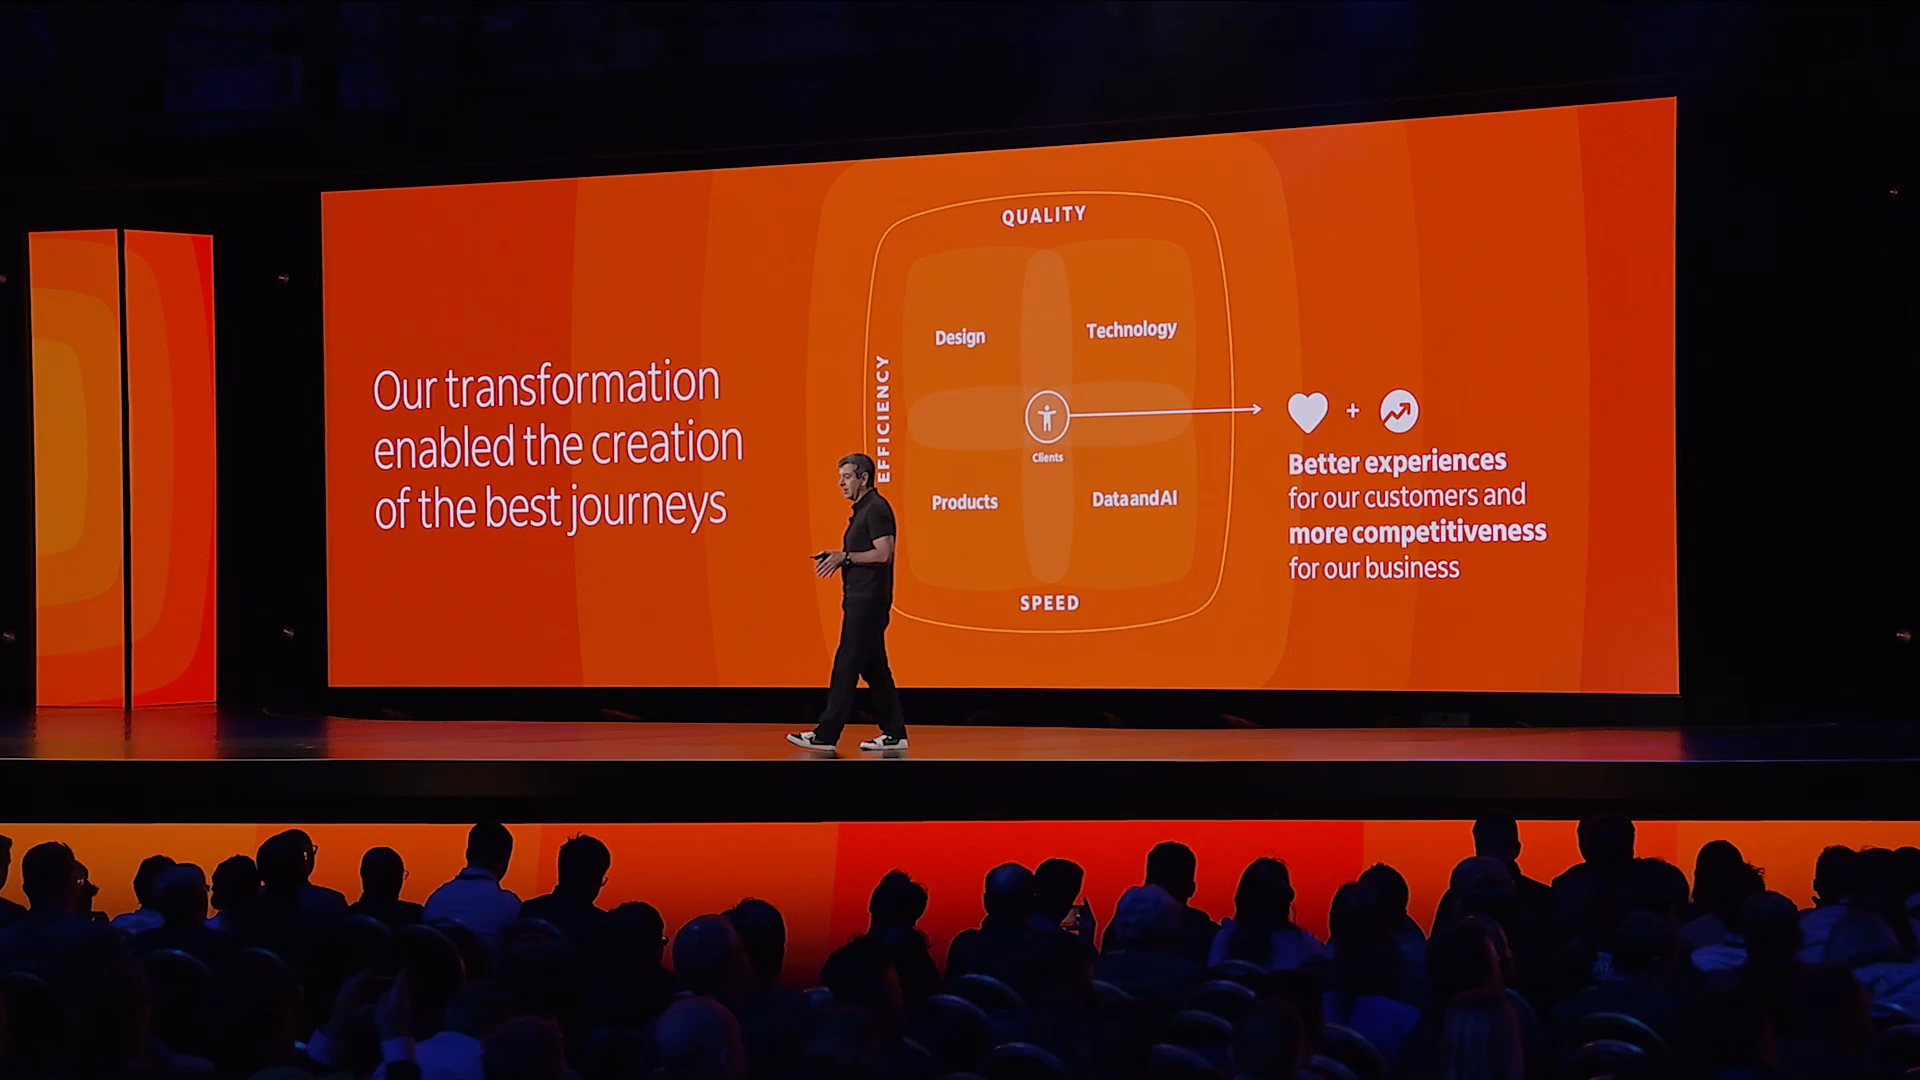 Our transformation
enabled the creation
of the best journeys
QUALITY
EFFICIENCY
Design
Technology
Clients
Products
Data and AI
SPEED
+
Better experiences
for our customers and
more competitiveness
for our business